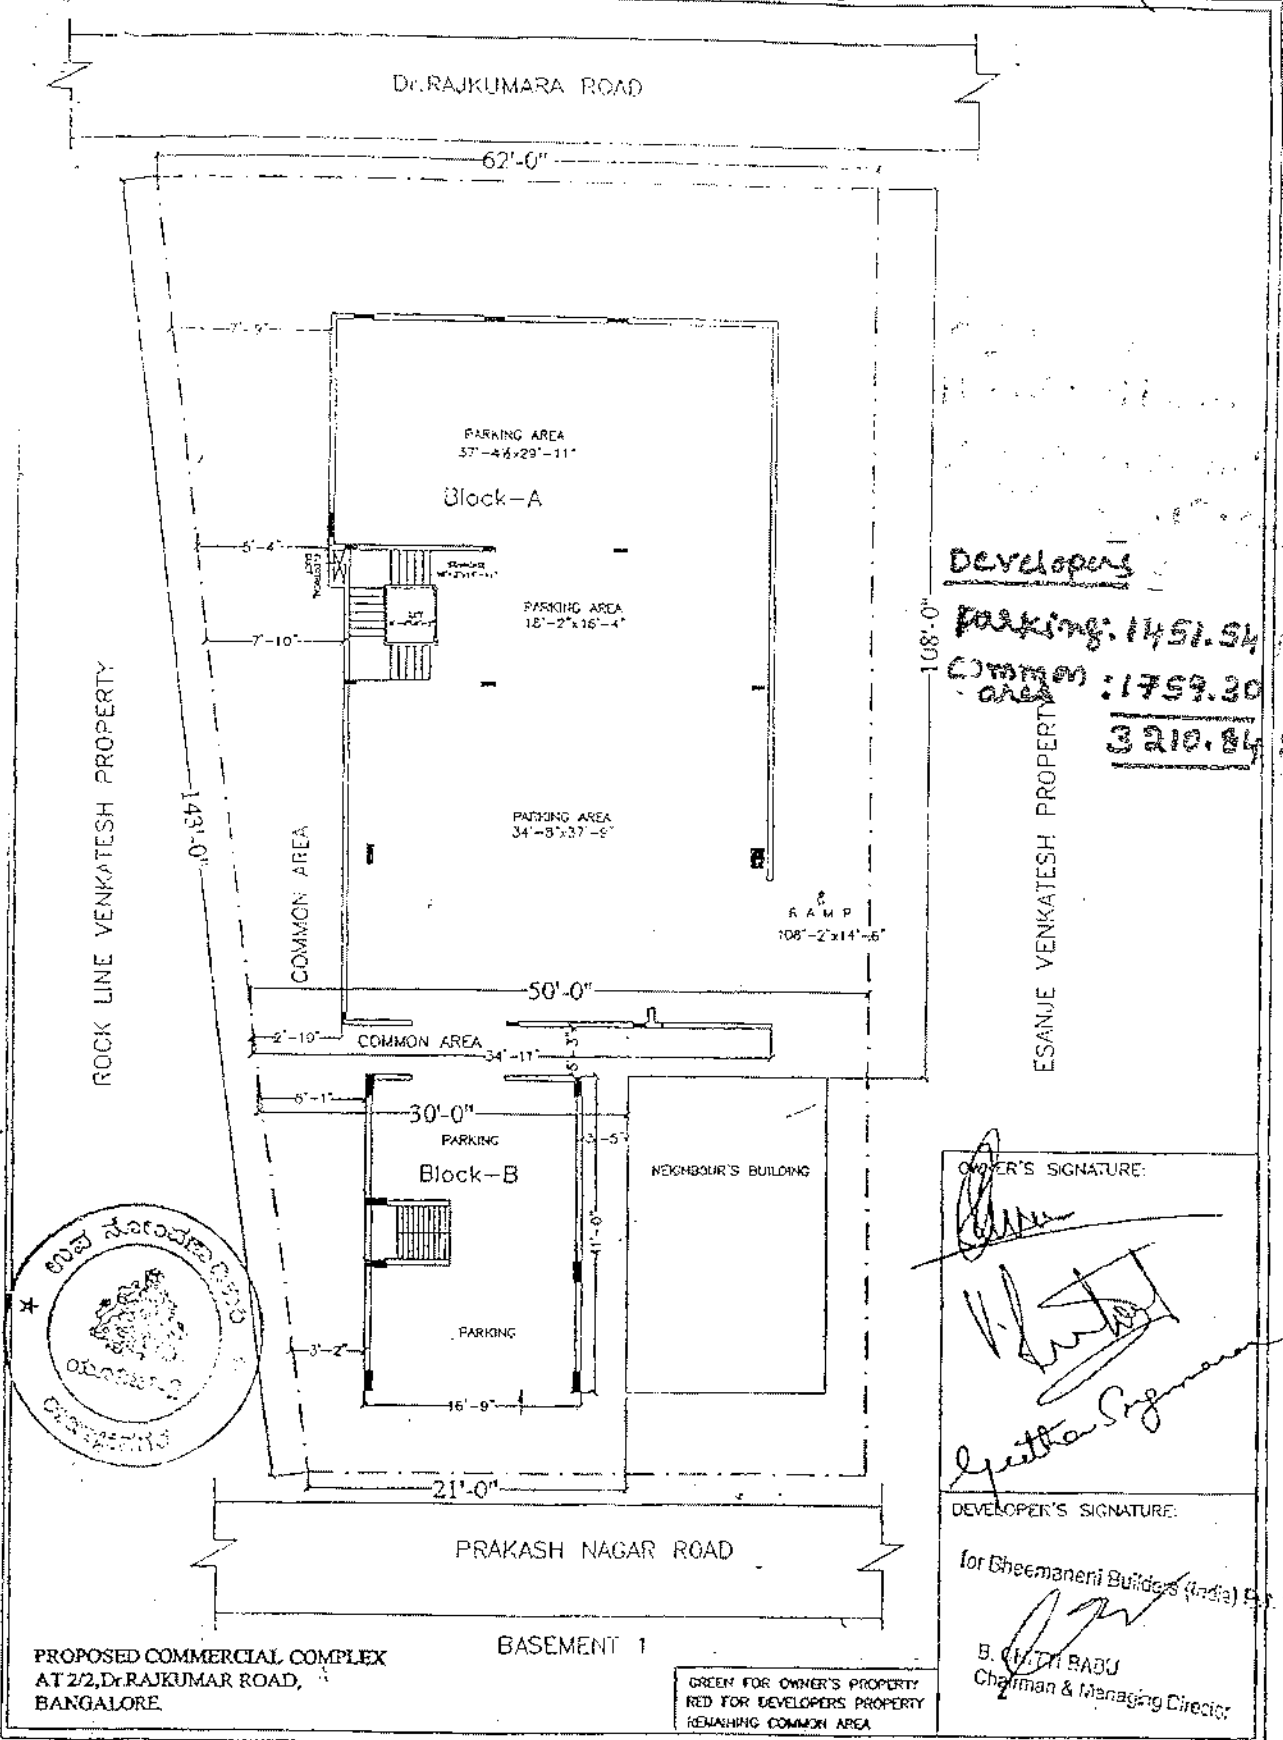 Dr.RAJKUMARA ROAD
62'-0"
7'-9"
PARKING AREA
Block-A
5'-4"
PARKING AREA
18'-2"x16'-4"
7'-10"
Developers
Parking: 1451.54
Common area : 1759.30
3210.84
108'-0"
ROCK LINE VENKATESH PROPERTY
143'-0"
COMMON AREA
ESANJE VENKATESH PROPERTY
PARKING AREA
34'-8"x37'-9"
RAMP
108'-2"x14'-6"
50'-0"
2'-10"
COMMON AREA
34'-11"
5'-3"
6'-1"
30'-0"
PARKING
3'-5"
Block-B
NEIGHBOUR'S BUILDING
41'-0"
PARKING
3'-2"
16'-9"
21'-0"
OWNER'S SIGNATURE:
DEVELOPER'S SIGNATURE:
for Bheemaneni Builders (India)
B. CHITTI BABU
Chairman & Managing Director
PRAKASH NAGAR ROAD
BASEMENT 1
PROPOSED COMMERCIAL COMPLEX
AT 2/2,Dr.RAJKUMAR ROAD,
BANGALORE.
GREEN FOR OWNER'S PROPERTY
RED FOR DEVELOPERS PROPERTY
REMAINING COMMON AREA